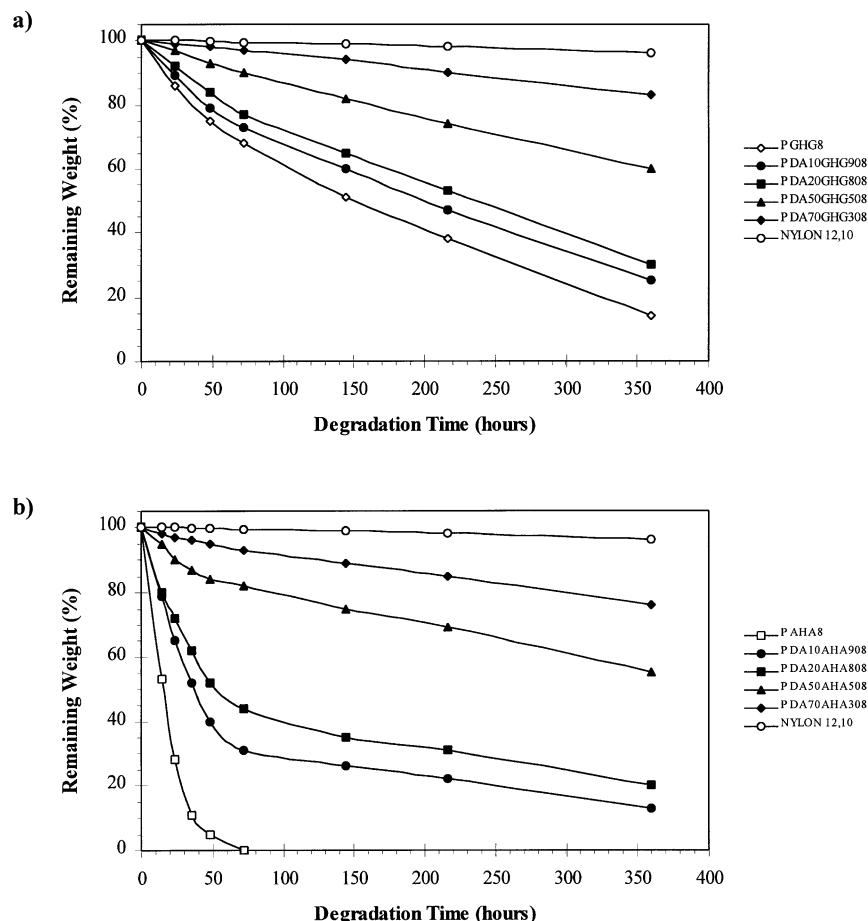 a)
100
80
60
40
20
0
Remaining Weight (%)
0 50 100 150 200 250 300 350 400
Degradation Time (hours)
PGHG8
PDA10GHG908
PDA20GHG808
PDA50GHG508
PDA70GHG308
NYLON 12,10
b)
100
80
60
40
20
0
Remaining Weight (%)
0 50 100 150 200 250 300 350 400
Degradation Time (hours)
PAHA8
PDA10AHA908
PDA20AHA808
PDA50AHA508
PDA70AHA308
NYLON 12,10